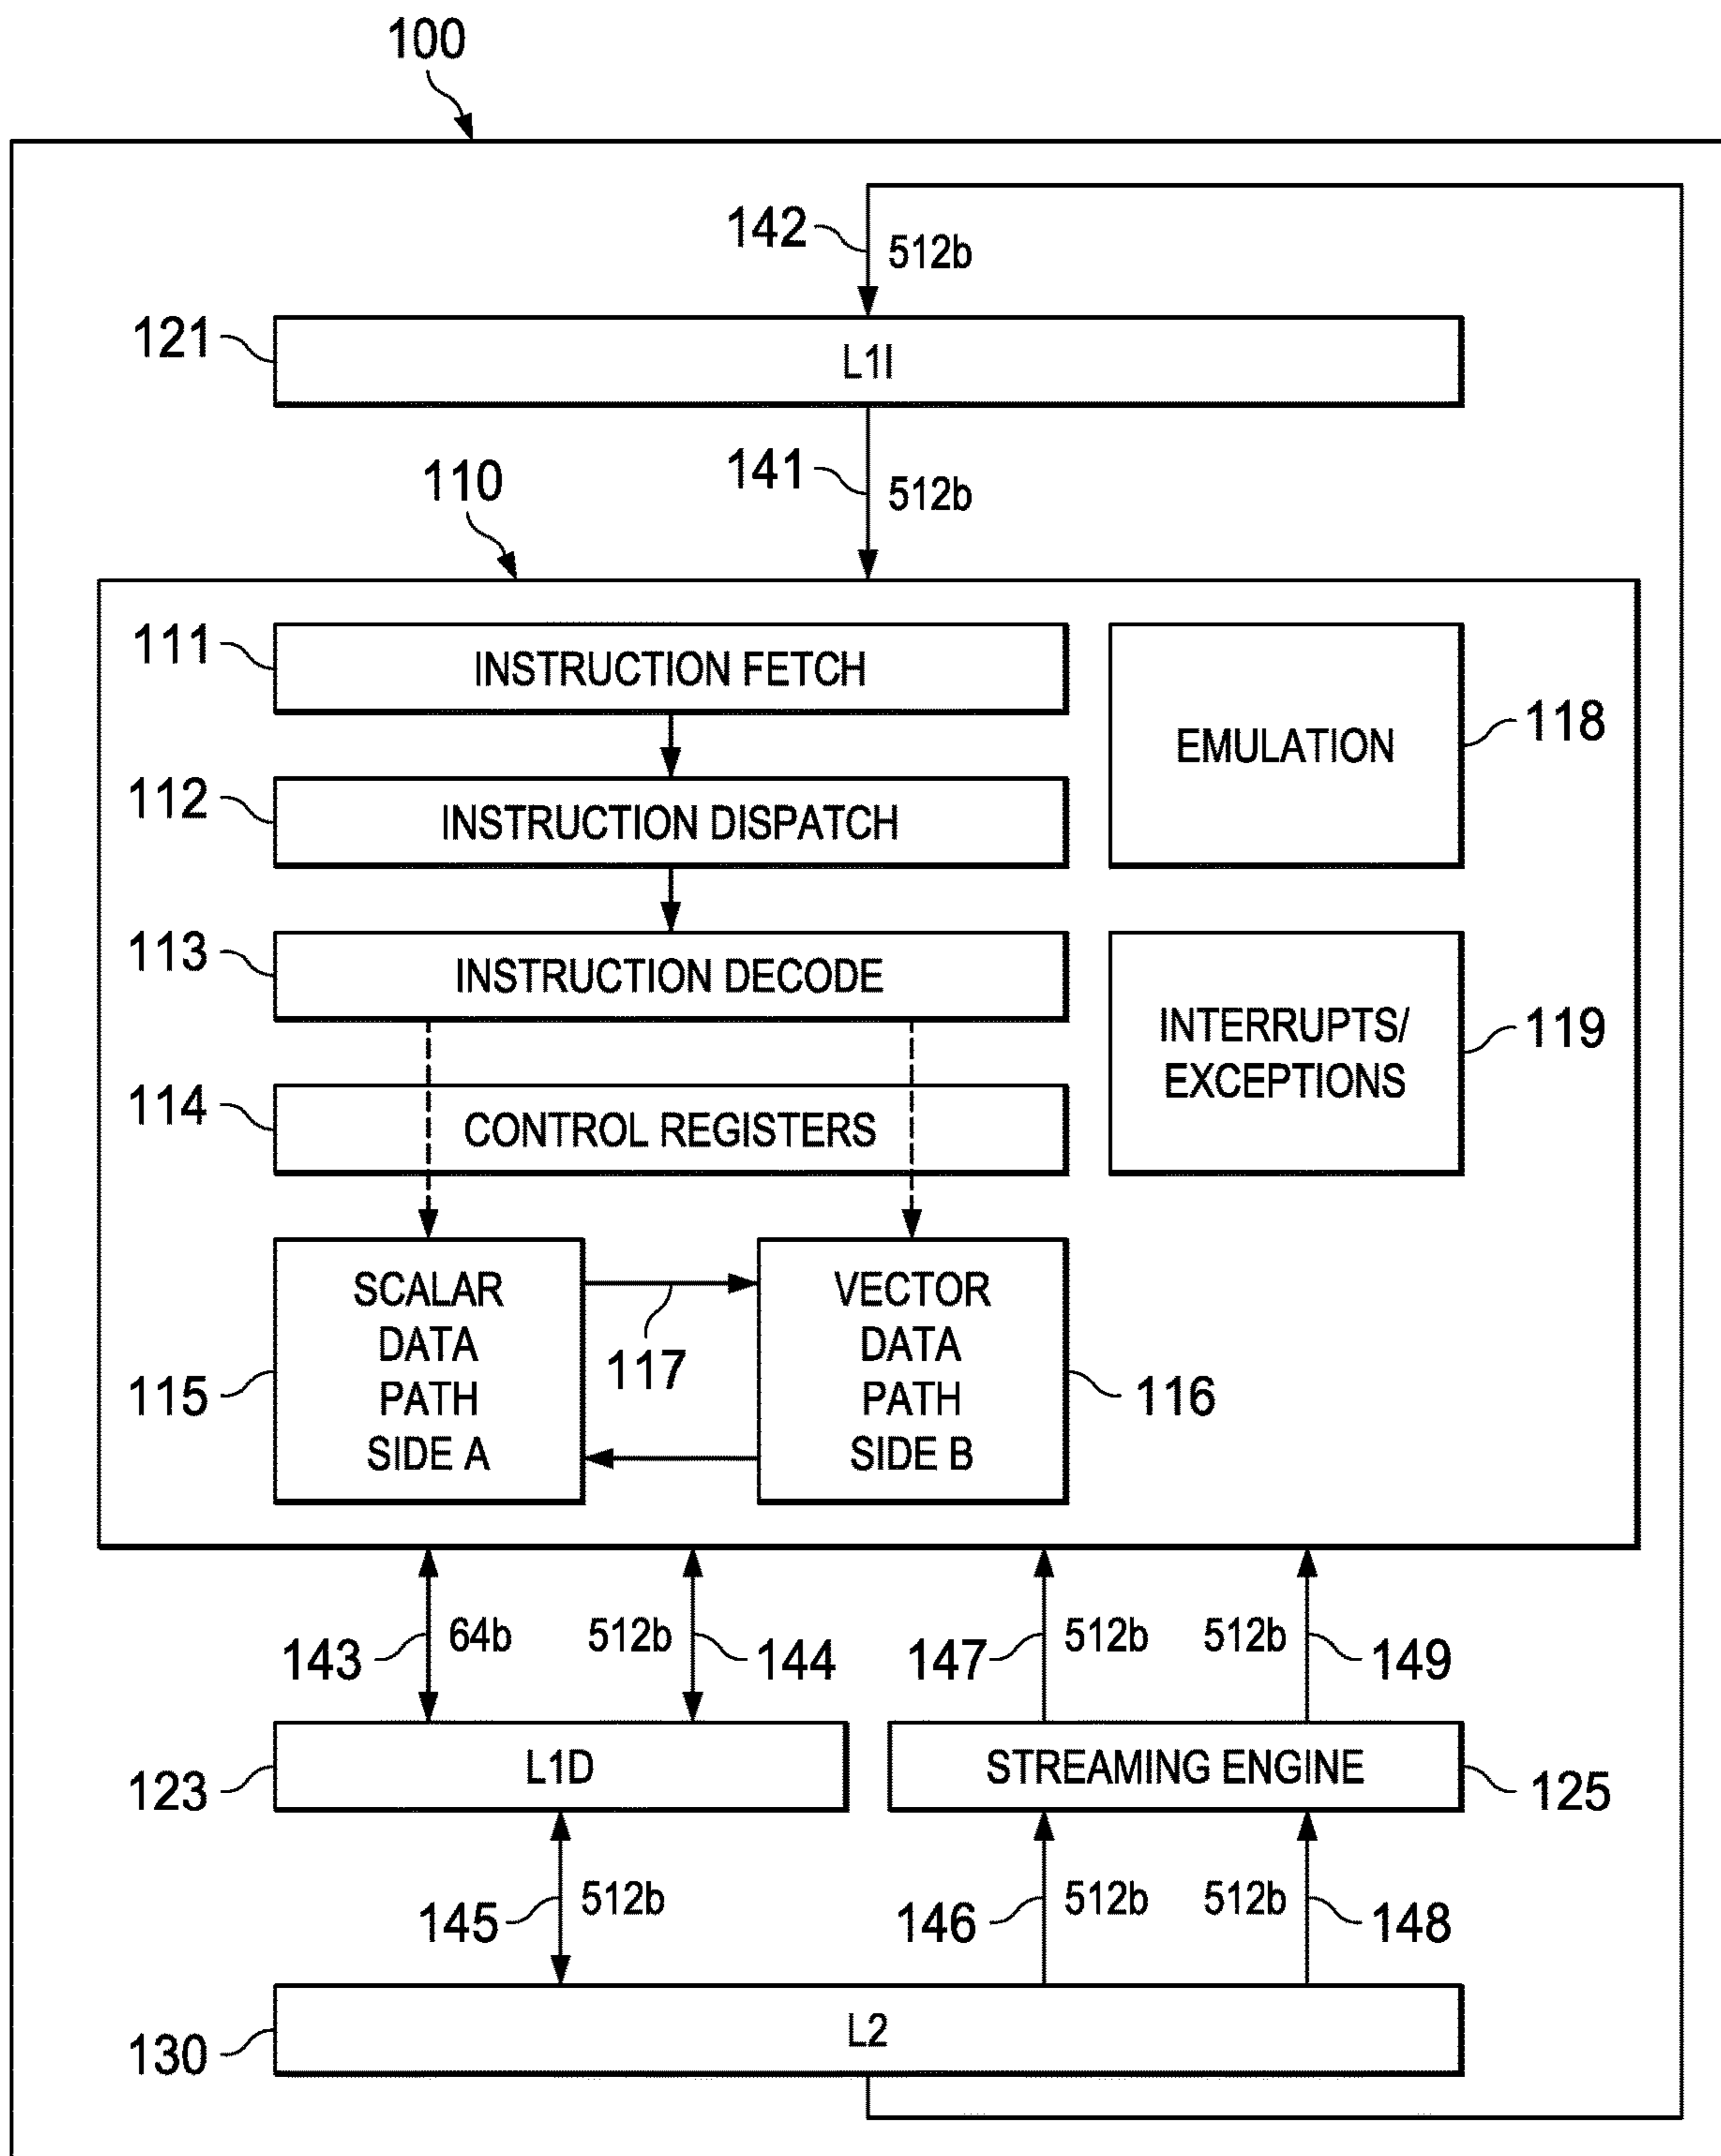 100
142
512b
121
L1I
141
512b
110
111
INSTRUCTION FETCH
118
EMULATION
112
INSTRUCTION DISPATCH
113
INSTRUCTION DECODE
119
INTERRUPTS/
EXCEPTIONS
114
CONTROL REGISTERS
SCALAR
DATA
PATH
SIDE A
115
117
VECTOR
DATA
PATH
SIDE B
116
143
64b
512b
144
147
512b
512b
149
123
L1D
STREAMING ENGINE
125
145
512b
146
512b
512b
148
130
L2